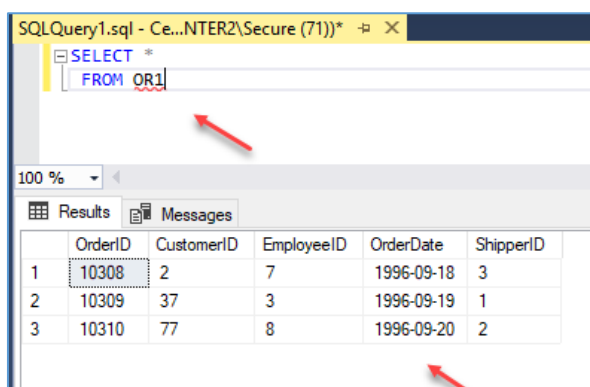 SQLQuery1.sql - Ce...NTER2\Secure (71))*
SELECT *
FROM OR1
100 %
Results Messages
OrderID CustomerID EmployeeID OrderDate ShipperID
1 10308 2 7 1996-09-18 3
2 10309 37 3 1996-09-19 1
3 10310 77 8 1996-09-20 2